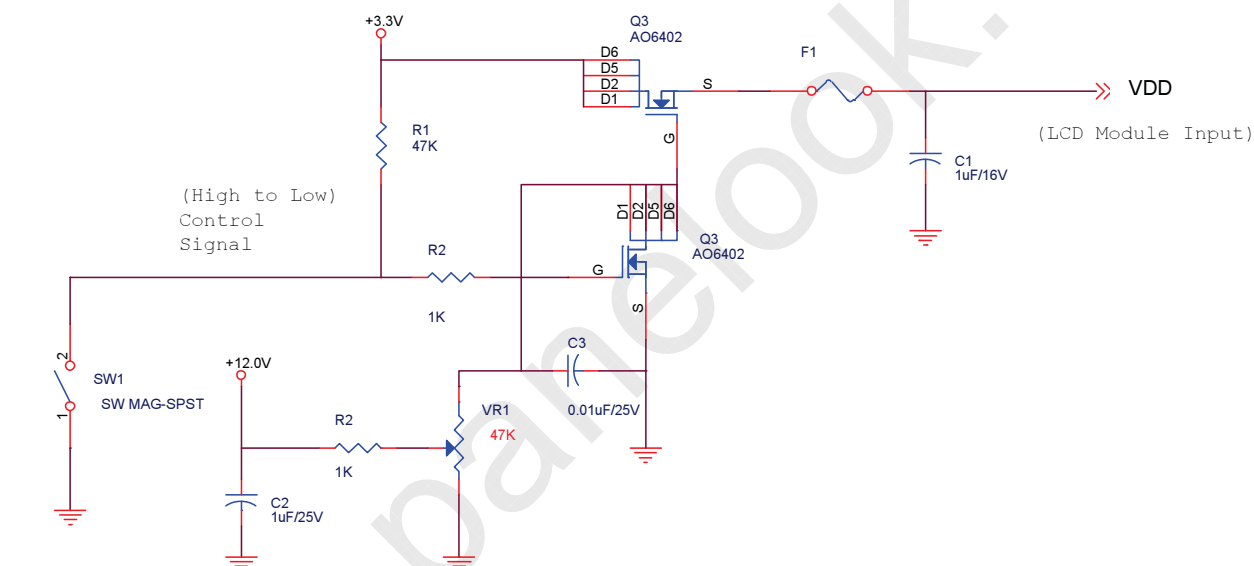 +3.3V
Q3
AO6402
D6
D5
D2
D1
S
G
F1
VDD
(LCD Module Input)
R1
47K
C1
1uF/16V
(High to Low)
Control
Signal
D1
D2
D5
D6
Q3
AO6402
R2
1K
G
S
2
1
SW1
SW MAG-SPST
+12.0V
C3
0.01uF/25V
VR1
47K
R2
1K
C2
1uF/25V
panelook.